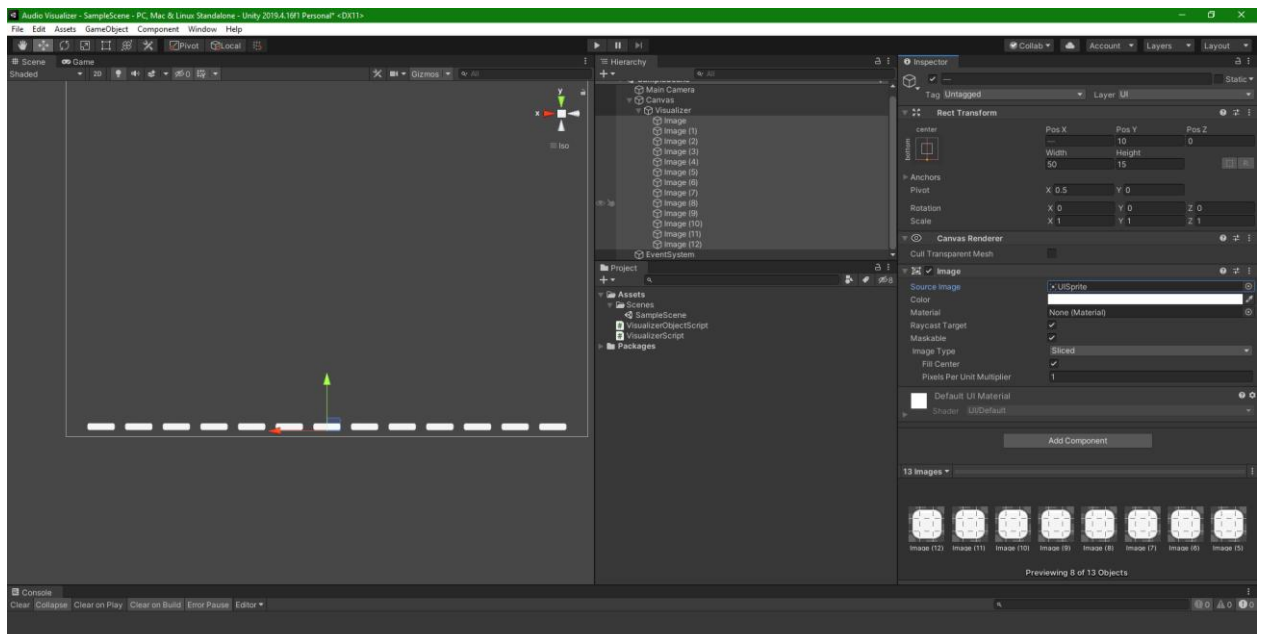 Audio Visualizer - SampleScene - PC, Mac & Linux Standalone - Unity 2019.4.16f1 Personal* <DX11>
File Edit Assets GameObject Component Window Help
Pivot Local
Collab Account Layers Layout
Scene Game
Shaded 2D 0 Gizmos All
y
x
Iso
Hierarchy
All
Main Camera
Canvas
Visualizer
Image
Image (1)
Image (2)
Image (3)
Image (4)
Image (5)
Image (6)
Image (7)
Image (8)
Image (9)
Image (10)
Image (11)
Image (12)
EventSystem
Project
8
Assets
Scenes
SampleScene
VisualizerObjectScript
VisualizerScript
Packages
Inspector
— Static
Tag Untagged Layer UI
Rect Transform
center
bottom
Pos X Pos Y Pos Z
— 10 0
Width Height
50 15
Anchors
Pivot X 0.5 Y 0
Rotation X 0 Y 0 Z 0
Scale X 1 Y 1 Z 1
Canvas Renderer
Cull Transparent Mesh
Image
Source Image UISprite
Color
Material None (Material)
Raycast Target
Maskable
Image Type Sliced
Fill Center
Pixels Per Unit Multiplier 1
Default UI Material
Shader UI/Default
Add Component
13 Images
Image (12) Image (11) Image (10) Image (9) Image (8) Image (7) Image (6) Image (5)
Previewing 8 of 13 Objects
Console
Clear Collapse Clear on Play Clear on Build Error Pause Editor
0 0 0